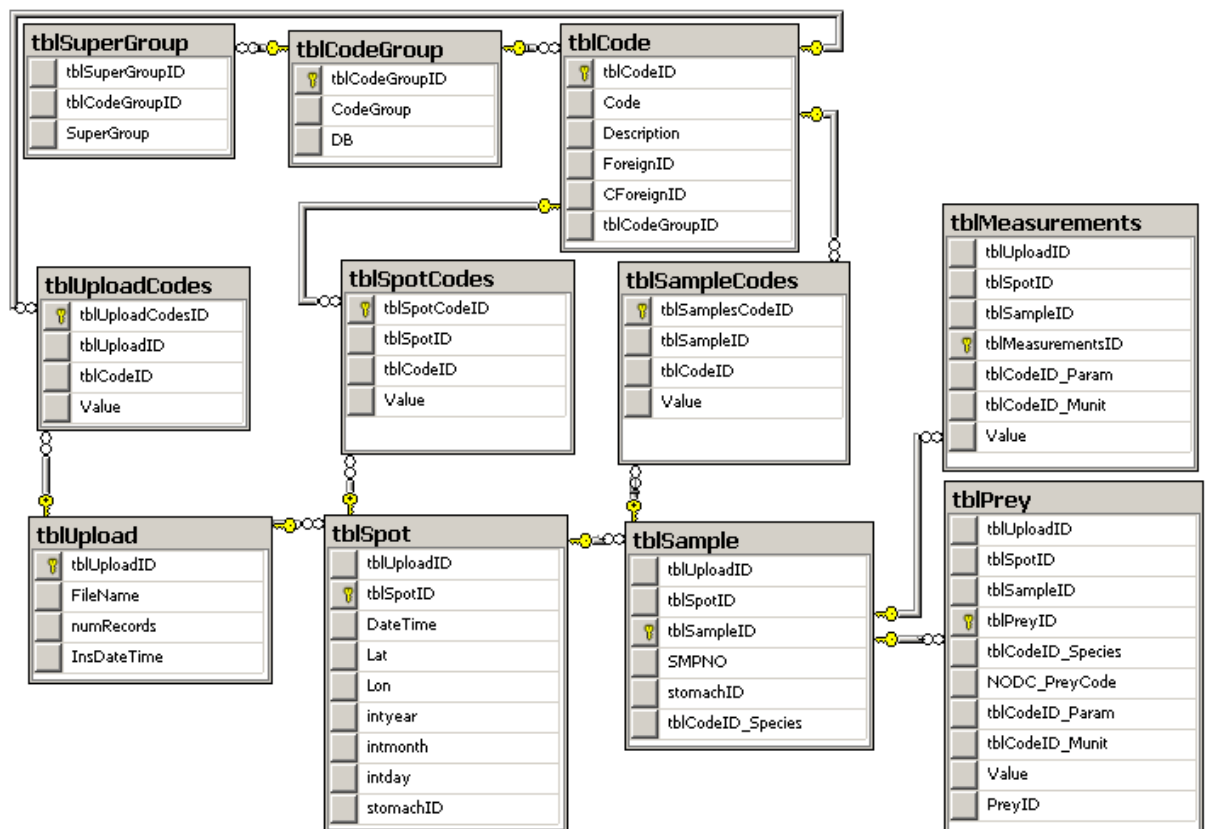 tblSuperGroup
tblSuperGroupID
tblCodeGroupID
SuperGroup
tblCodeGroup
tblCodeGroupID
CodeGroup
DB
tblCode
tblCodeID
Code
Description
ForeignID
CForeignID
tblCodeGroupID
tblUploadCodes
tblUploadCodesID
tblUploadID
tblCodeID
Value
tblSpotCodes
tblSpotCodeID
tblSpotID
tblCodeID
Value
tblSampleCodes
tblSamplesCodeID
tblSampleID
tblCodeID
Value
tblMeasurements
tblUploadID
tblSpotID
tblSampleID
tblMeasurementsID
tblCodeID_Param
tblCodeID_Munit
Value
tblUpload
tblUploadID
FileName
numRecords
InsDateTime
tblSpot
tblUploadID
tblSpotID
DateTime
Lat
Lon
intyear
intmonth
intday
stomachID
tblSample
tblUploadID
tblSpotID
tblSampleID
SMPNO
stomachID
tblCodeID_Species
tblPrey
tblUploadID
tblSpotID
tblSampleID
tblPreyID
tblCodeID_Species
NODC_PreyCode
tblCodeID_Param
tblCodeID_Munit
Value
PreyID